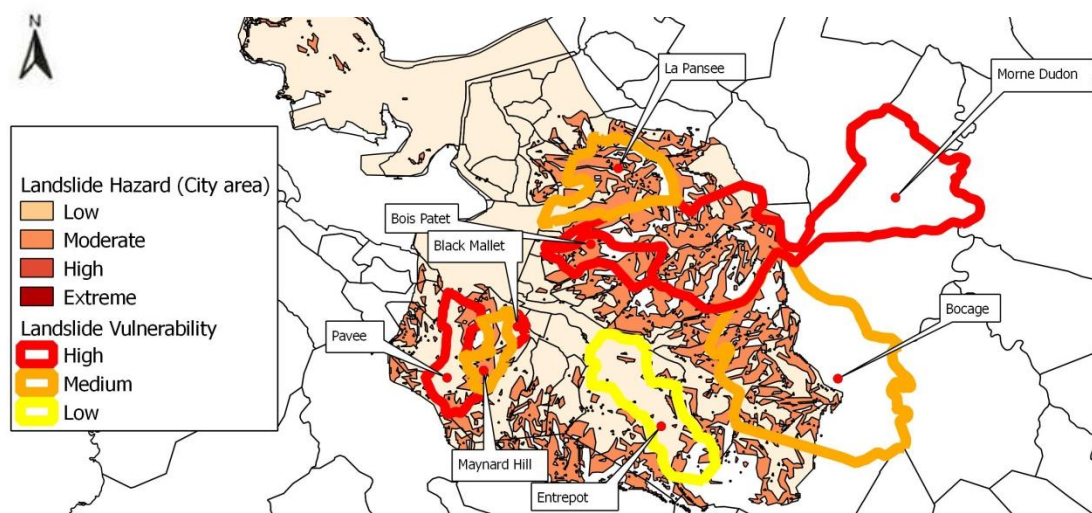 N
La Pansee
Morne Dudon
Landslide Hazard (City area)
Low
Moderate
High
Extreme
Landslide Vulnerability
High
Medium
Low
Bois Patet
Black Mallet
Pavee
Bocage
Maynard Hill
Entrepot